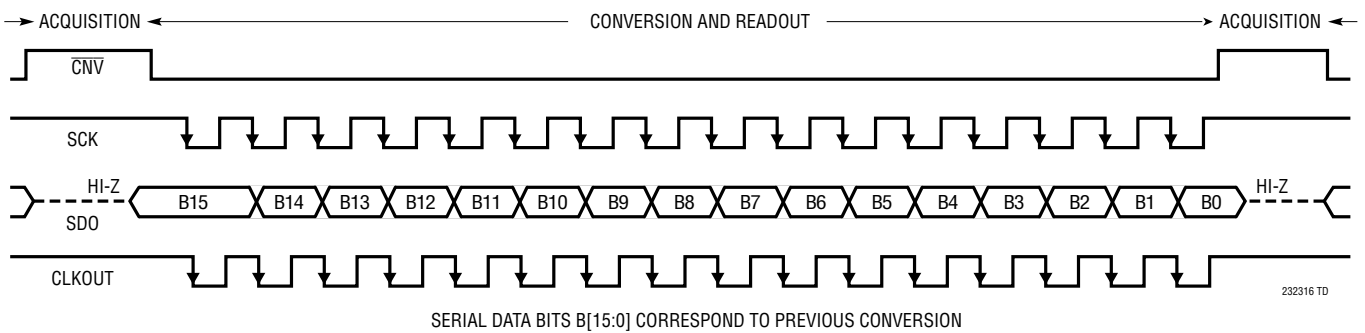 ACQUISITION CONVERSION AND READOUT ACQUISITION
CNV
SCK
HI-Z B15 B14 B13 B12 B11 B10 B9 B8 B7 B6 B5 B4 B3 B2 B1 B0 HI-Z
SDO
CLKOUT
232316 TD
SERIAL DATA BITS B[15:0] CORRESPOND TO PREVIOUS CONVERSION